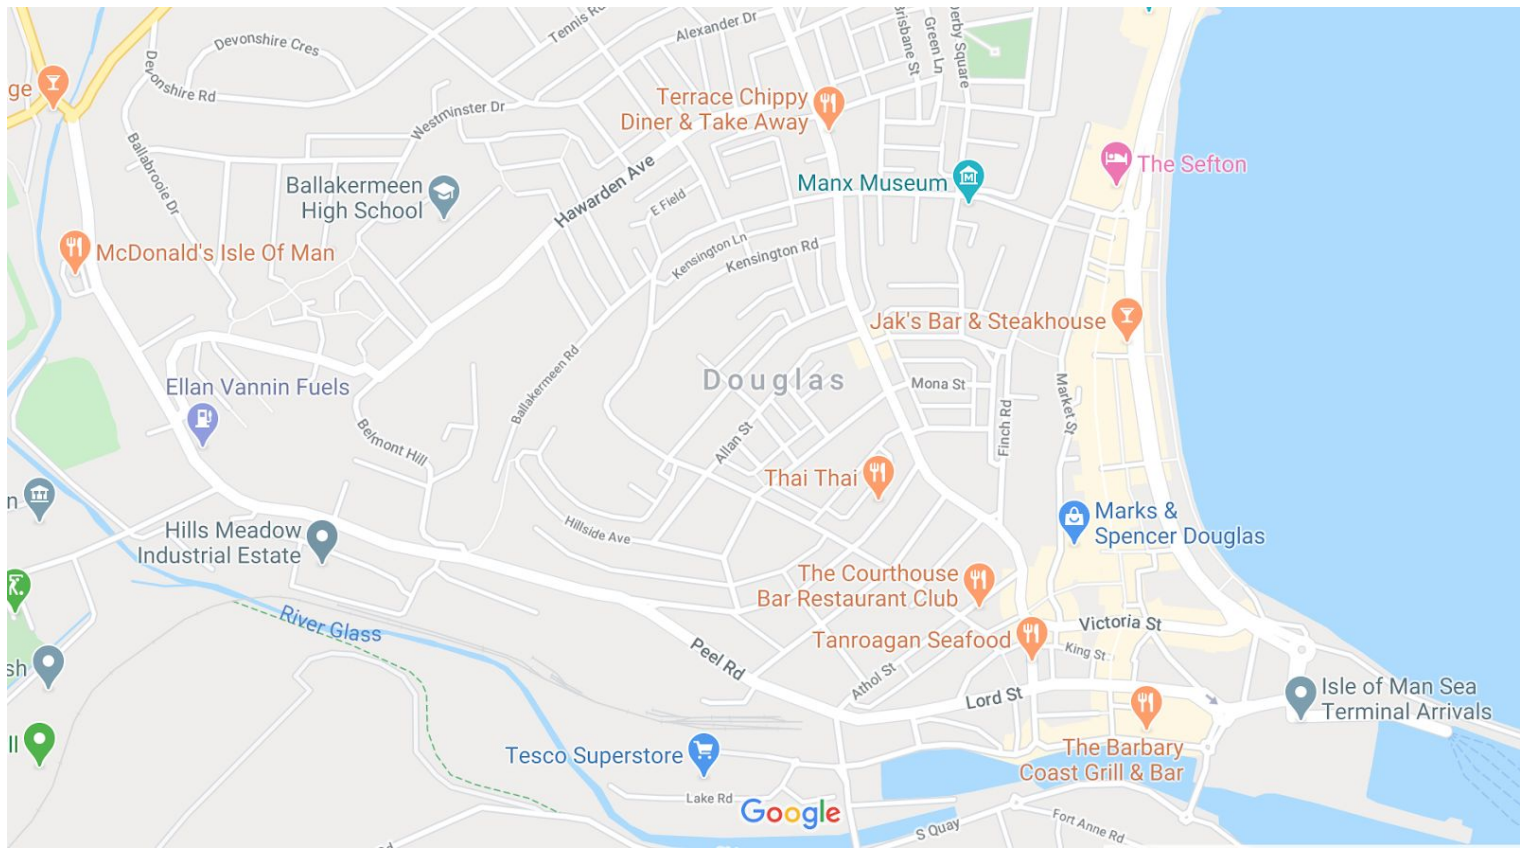 Tennis Rd
Alexander Dr
Brisbane St
Green Ln
Derby Square
Devonshire Cres
Devonshire Rd
ge
Westminster Dr
Terrace Chippy
Diner & Take Away
Ballabrooie Dr
Ballakermeen
High School
Hawarden Ave
E Field
Manx Museum
The Sefton
McDonald's Isle Of Man
Kensington Ln
Kensington Rd
Jak's Bar & Steakhouse
Ellan Vannin Fuels
Ballakermeen Rd
Douglas
Mona St
Market St
Finch Rd
Belmont Hill
Allan St
Thai Thai
n
Hills Meadow
Industrial Estate
Hillside Ave
Marks &
Spencer Douglas
The Courthouse
Bar Restaurant Club
River Glass
Victoria St
Tanroagan Seafood
King St
Peel Rd
sh
Athol St
Lord St
Isle of Man Sea
Terminal Arrivals
ll
Tesco Superstore
The Barbary
Coast Grill & Bar
Lake Rd
Google
S Quay
Fort Anne Rd